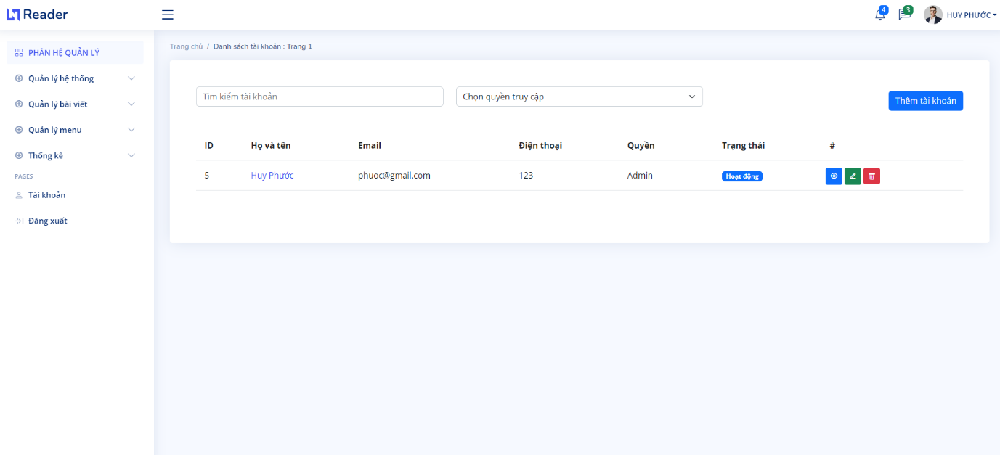 Reader
4
3
HUY PHƯỚC
PHÂN HỆ QUẢN LÝ
Quản lý hệ thống
Quản lý bài viết
Quản lý menu
Thống kê
PAGES
Tài khoản
Đăng xuất
Trang chủ / Danh sách tài khoản : Trang 1
Tìm kiếm tài khoản
Chọn quyền truy cập
Thêm tài khoản
ID Họ và tên Email Điện thoại Quyền Trạng thái #
5 Huy Phước phuoc@gmail.com 123 Admin Hoạt động